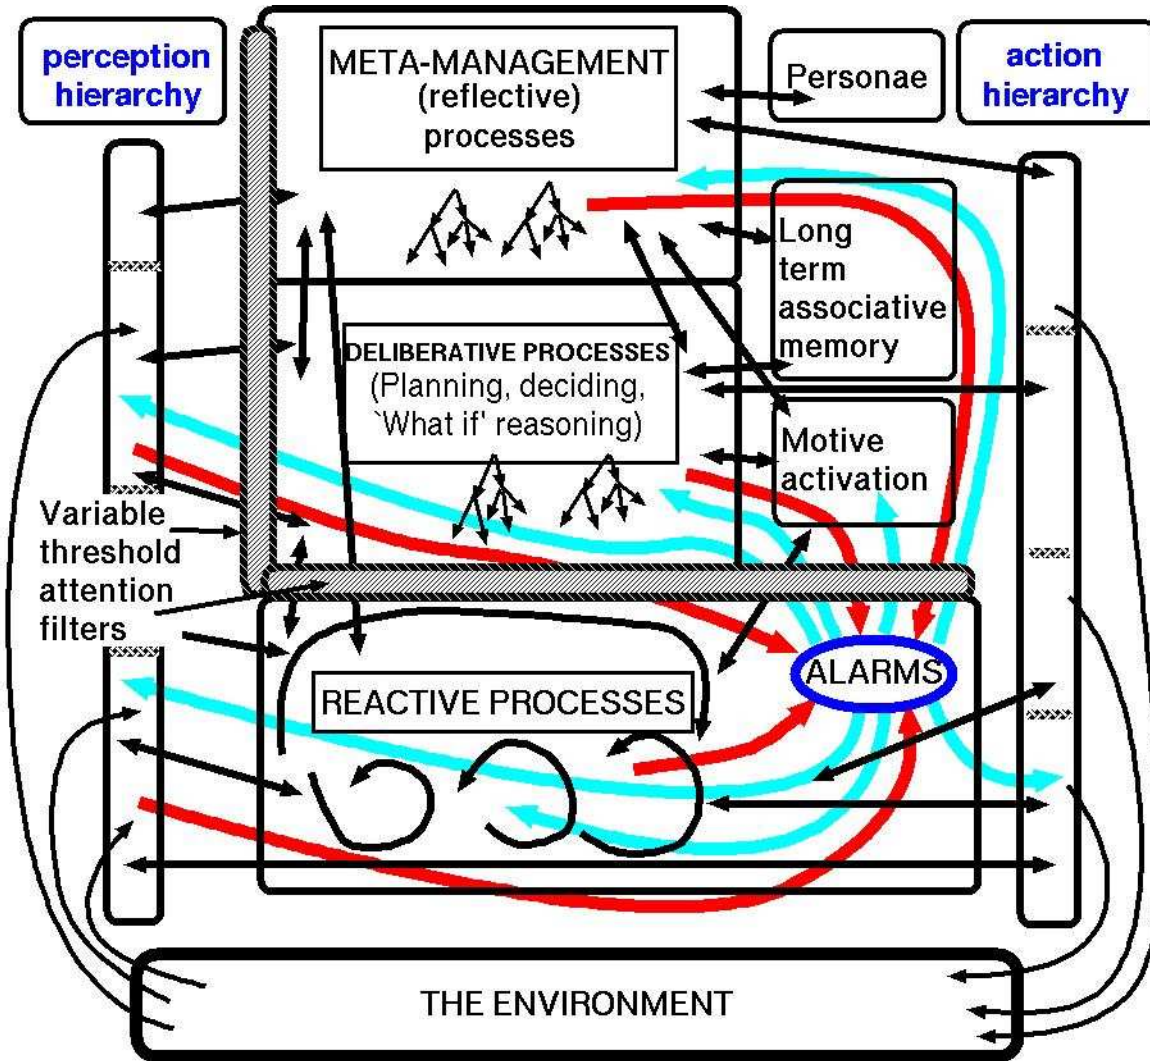 perception
hierarchy
META-MANAGEMENT
(reflective)
processes
Personae
action
hierarchy
Long
term
associative
memory
DELIBERATIVE PROCESSES
(Planning, deciding,
`What if' reasoning)
Motive
activation
Variable
threshold
attention
filters
ALARMS
REACTIVE PROCESSES
THE ENVIRONMENT